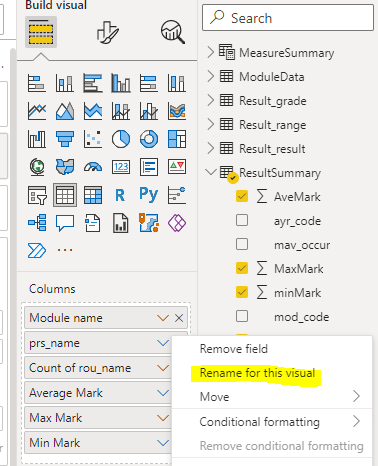 Build visual
Search
MeasureSummary
ModuleData
Result_grade
Result_range
Result_result
ResultSummary
AveMark
ayr_code
mav_occur
MaxMark
minMark
mod_code
123
R
Py
Columns
Module name
prs_name
Count of rou_name
Average Mark
Max Mark
Min Mark
Remove field
Rename for this visual
Move
Conditional formatting
Remove conditional formatting